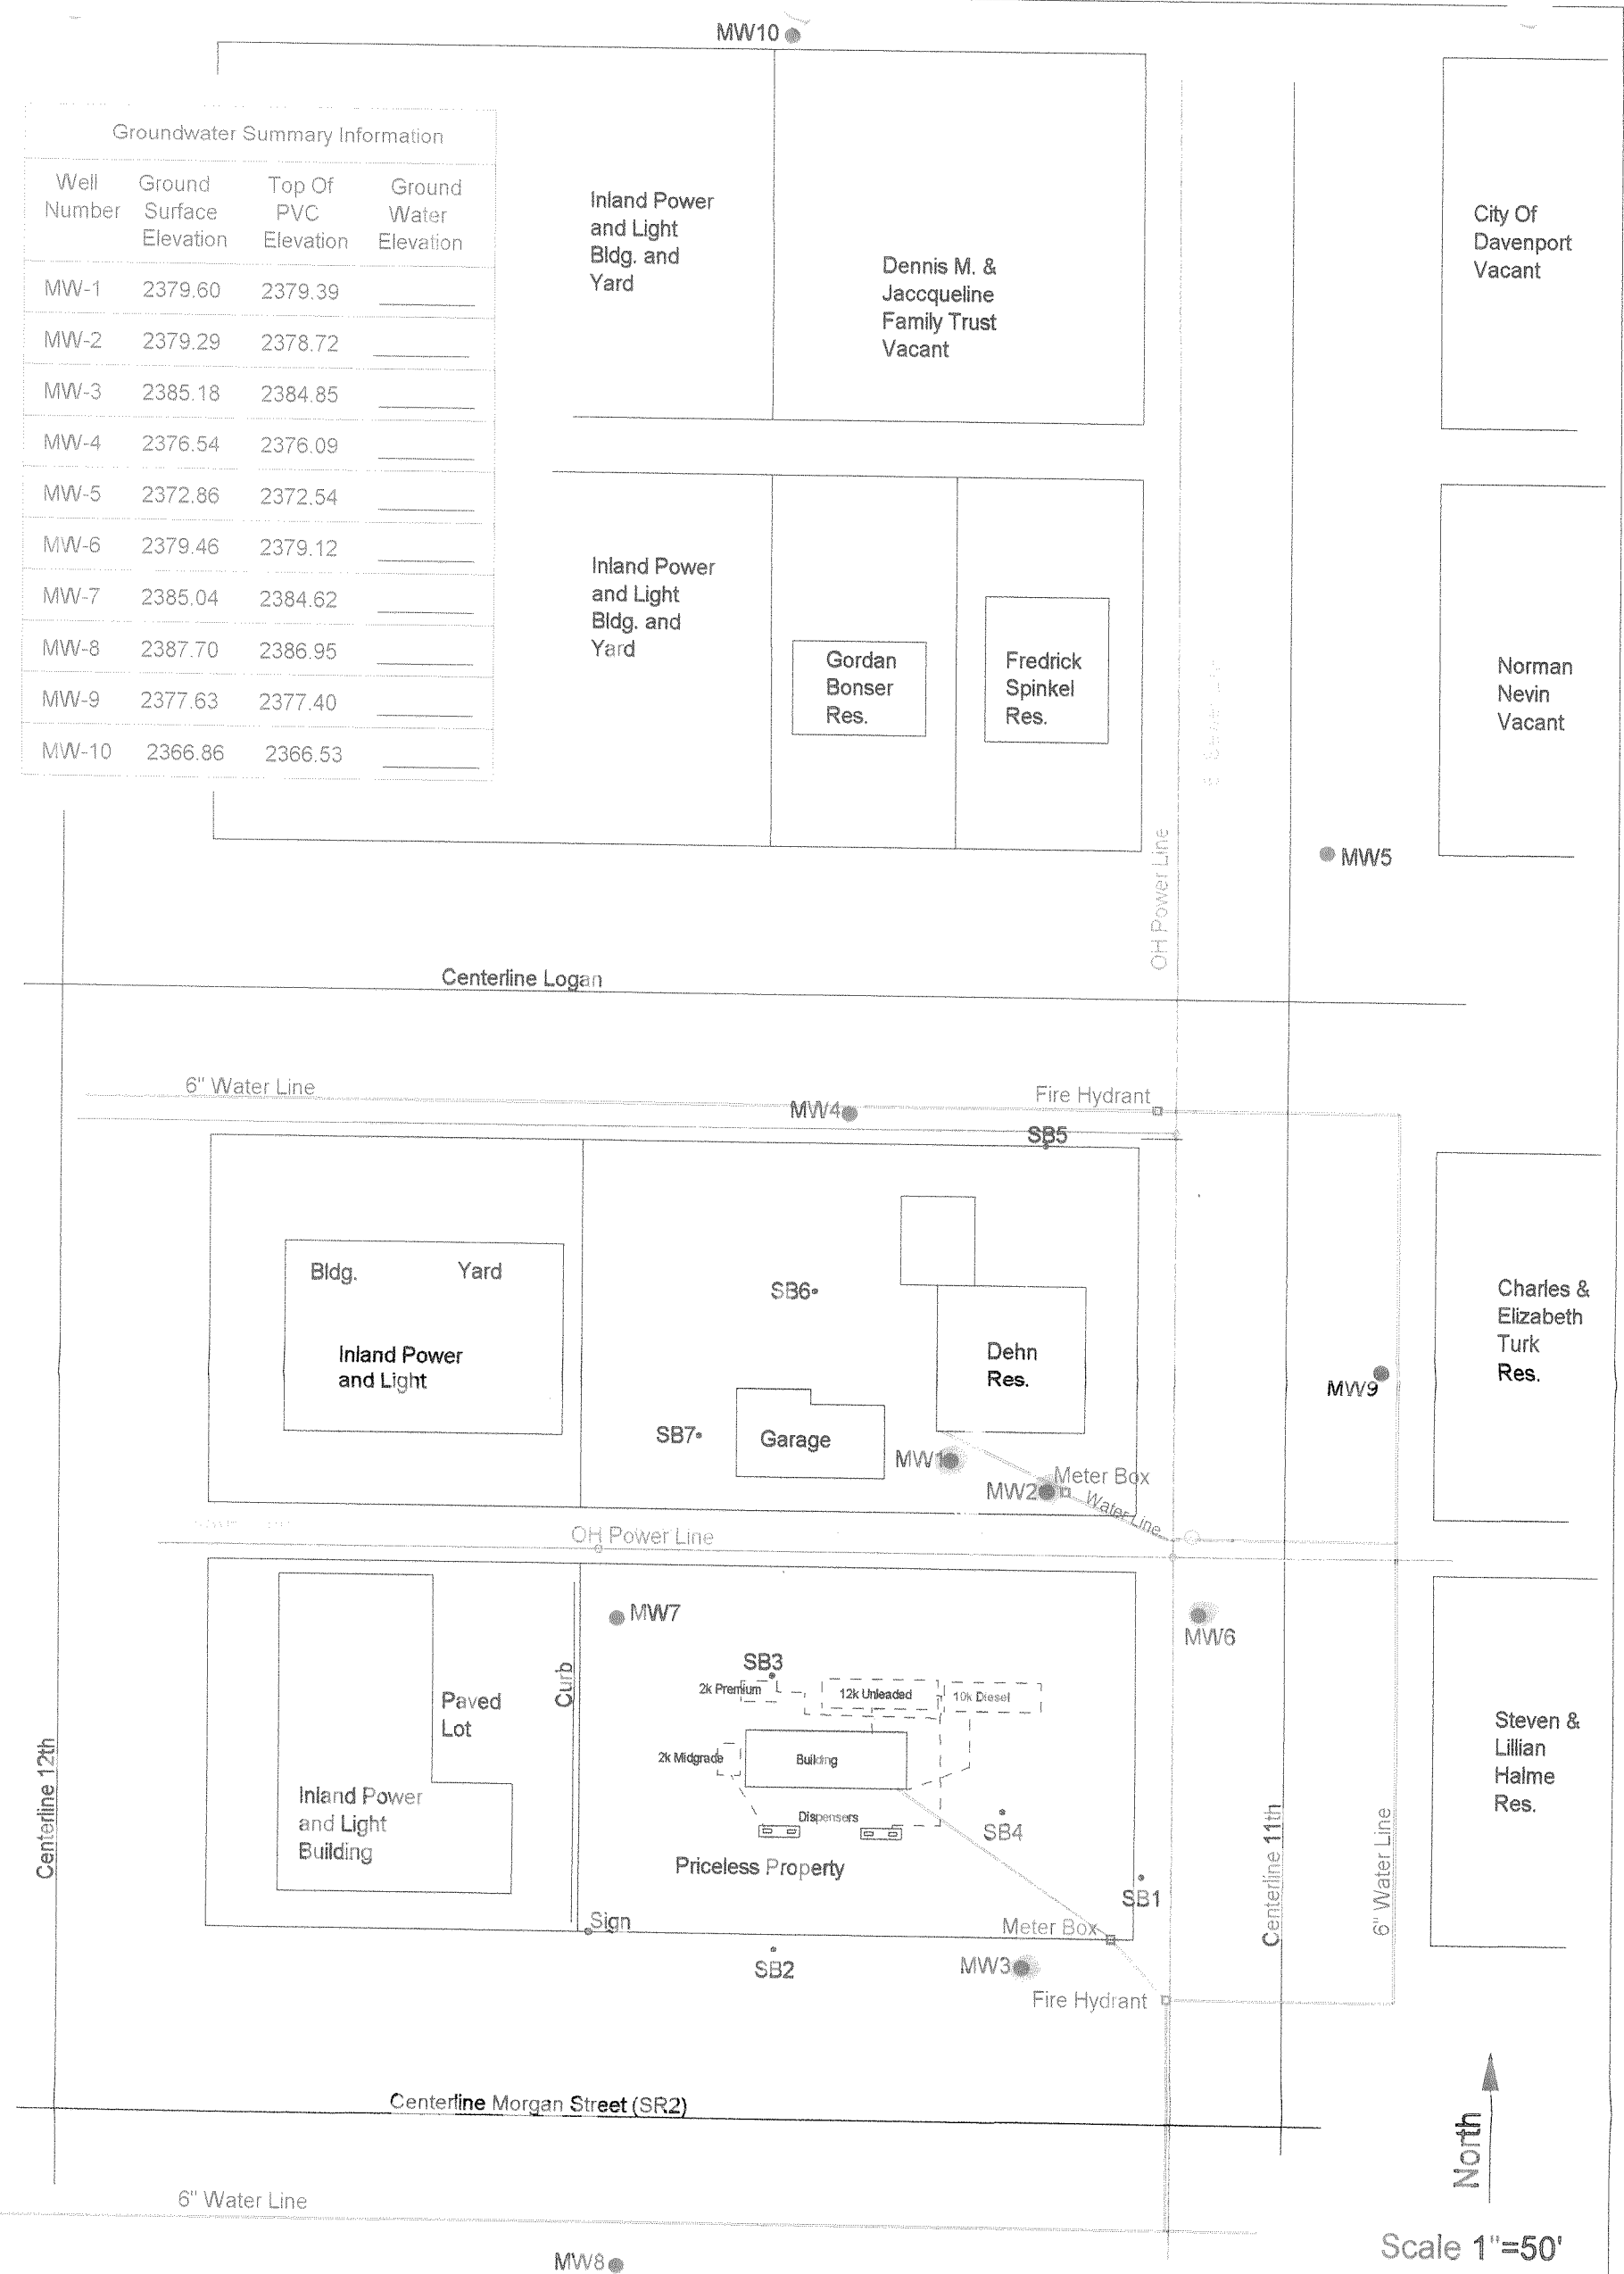 MW10
Groundwater Summary Information
Well Number
Ground Surface Elevation
Top Of PVC Elevation
Ground Water Elevation
MW-1 2379.60 2379.39
MW-2 2379.29 2378.72
MW-3 2385.18 2384.85
MW-4 2376.54 2376.09
MW-5 2372.86 2372.54
MW-6 2379.46 2379.12
MW-7 2385.04 2384.62
MW-8 2387.70 2386.95
MW-9 2377.63 2377.40
MW-10 2366.86 2366.53
Inland Power
and Light
Bldg. and
Yard
Dennis M. &
Jaccqueline
Family Trust
Vacant
City Of
Davenport
Vacant
Inland Power
and Light
Bldg. and
Yard
Gordan
Bonser
Res.
Fredrick
Spinkel
Res.
Norman
Nevin
Vacant
OH Power Line
MW5
Centerline Logan
6" Water Line
MW4
Fire Hydrant
SB5
Bldg.
Yard
Inland Power
and Light
SB6
Dehn
Res.
Charles &
Elizabeth
Turk
Res.
MW9
SB7
Garage
MW1
MW2
Meter Box
Water Line
OH Power Line
MW7
MW6
Curb
Paved
Lot
SB3
2k Premium
12k Unleaded
10k Diesel
2k Midgrade
Building
Dispensers
Inland Power
and Light
Building
SB4
Priceless Property
SB1
Steven &
Lillian
Halme
Res.
Centerline 12th
Centerline 11th
6" Water Line
Sign
Meter Box
SB2
MW3
Fire Hydrant
Centerline Morgan Street (SR2)
North
6" Water Line
MW8
Scale 1"=50'